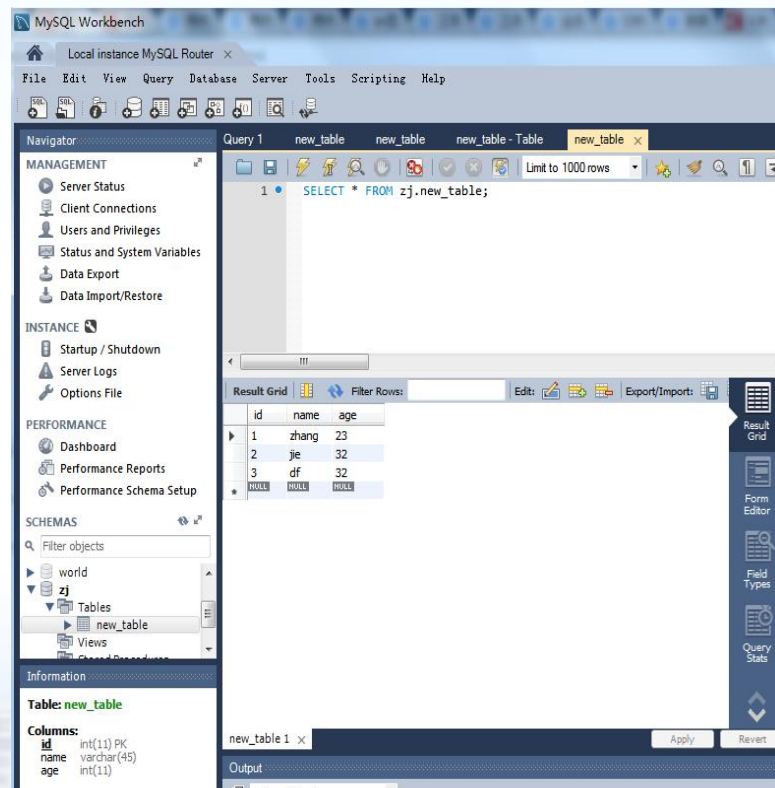 MySQL Workbench
Local instance MySQL Router
File Edit View Query Database Server Tools Scripting Help
Navigator
MANAGEMENT
Server Status
Client Connections
Users and Privileges
Status and System Variables
Data Export
Data Import/Restore
INSTANCE
Startup / Shutdown
Server Logs
Options File
PERFORMANCE
Dashboard
Performance Reports
Performance Schema Setup
SCHEMAS
Filter objects
world
zj
Tables
new_table
Views
Stored Procedures
Information
Table: new_table
Columns:
id int(11) PK
name varchar(45)
age int(11)
Query 1 new_table new_table new_table - Table new_table
Limit to 1000 rows
1 SELECT * FROM zj.new_table;
Result Grid Filter Rows: Edit: Export/Import:
id name age
1 zhang 23
2 jie 32
3 df 32
NULL NULL NULL
Result
Grid
Form
Editor
Field
Types
Query
Stats
new_table 1
Apply Revert
Output